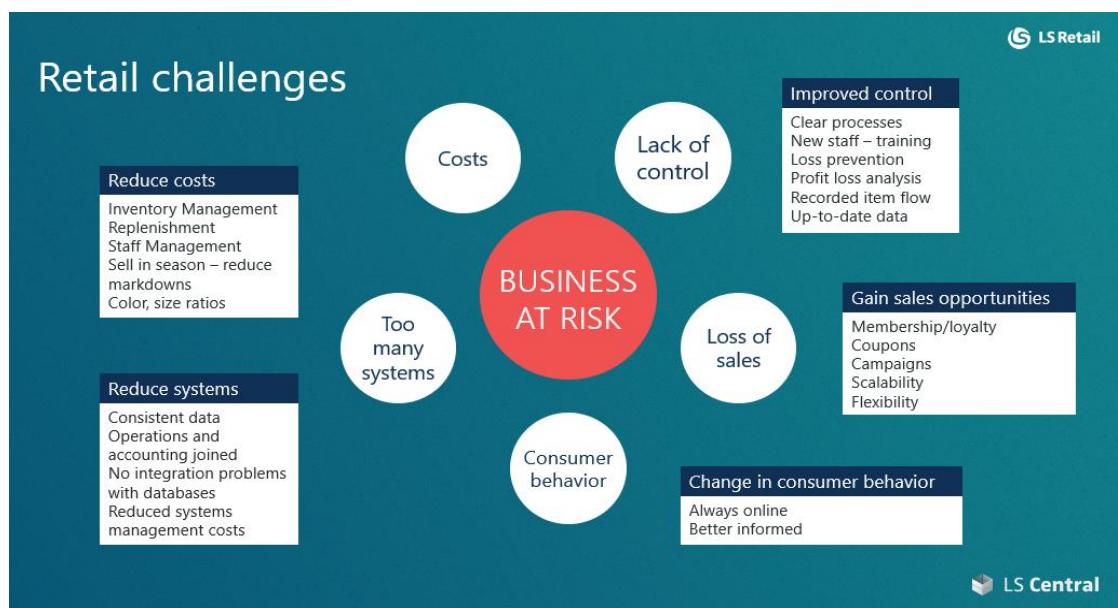 LS Retail
Retail challenges
Costs
Lack of
control
Improved control
Clear processes
New staff – training
Loss prevention
Profit loss analysis
Recorded item flow
Up-to-date data
Reduce costs
Inventory Management
Replenishment
Staff Management
Sell in season – reduce
markdowns
Color, size ratios
BUSINESS
AT RISK
Too
many
systems
Loss of
sales
Gain sales opportunities
Membership/loyalty
Coupons
Campaigns
Scalability
Flexibility
Reduce systems
Consistent data
Operations and
accounting joined
No integration problems
with databases
Reduced systems
management costs
Consumer
behavior
Change in consumer behavior
Always online
Better informed
LS Central